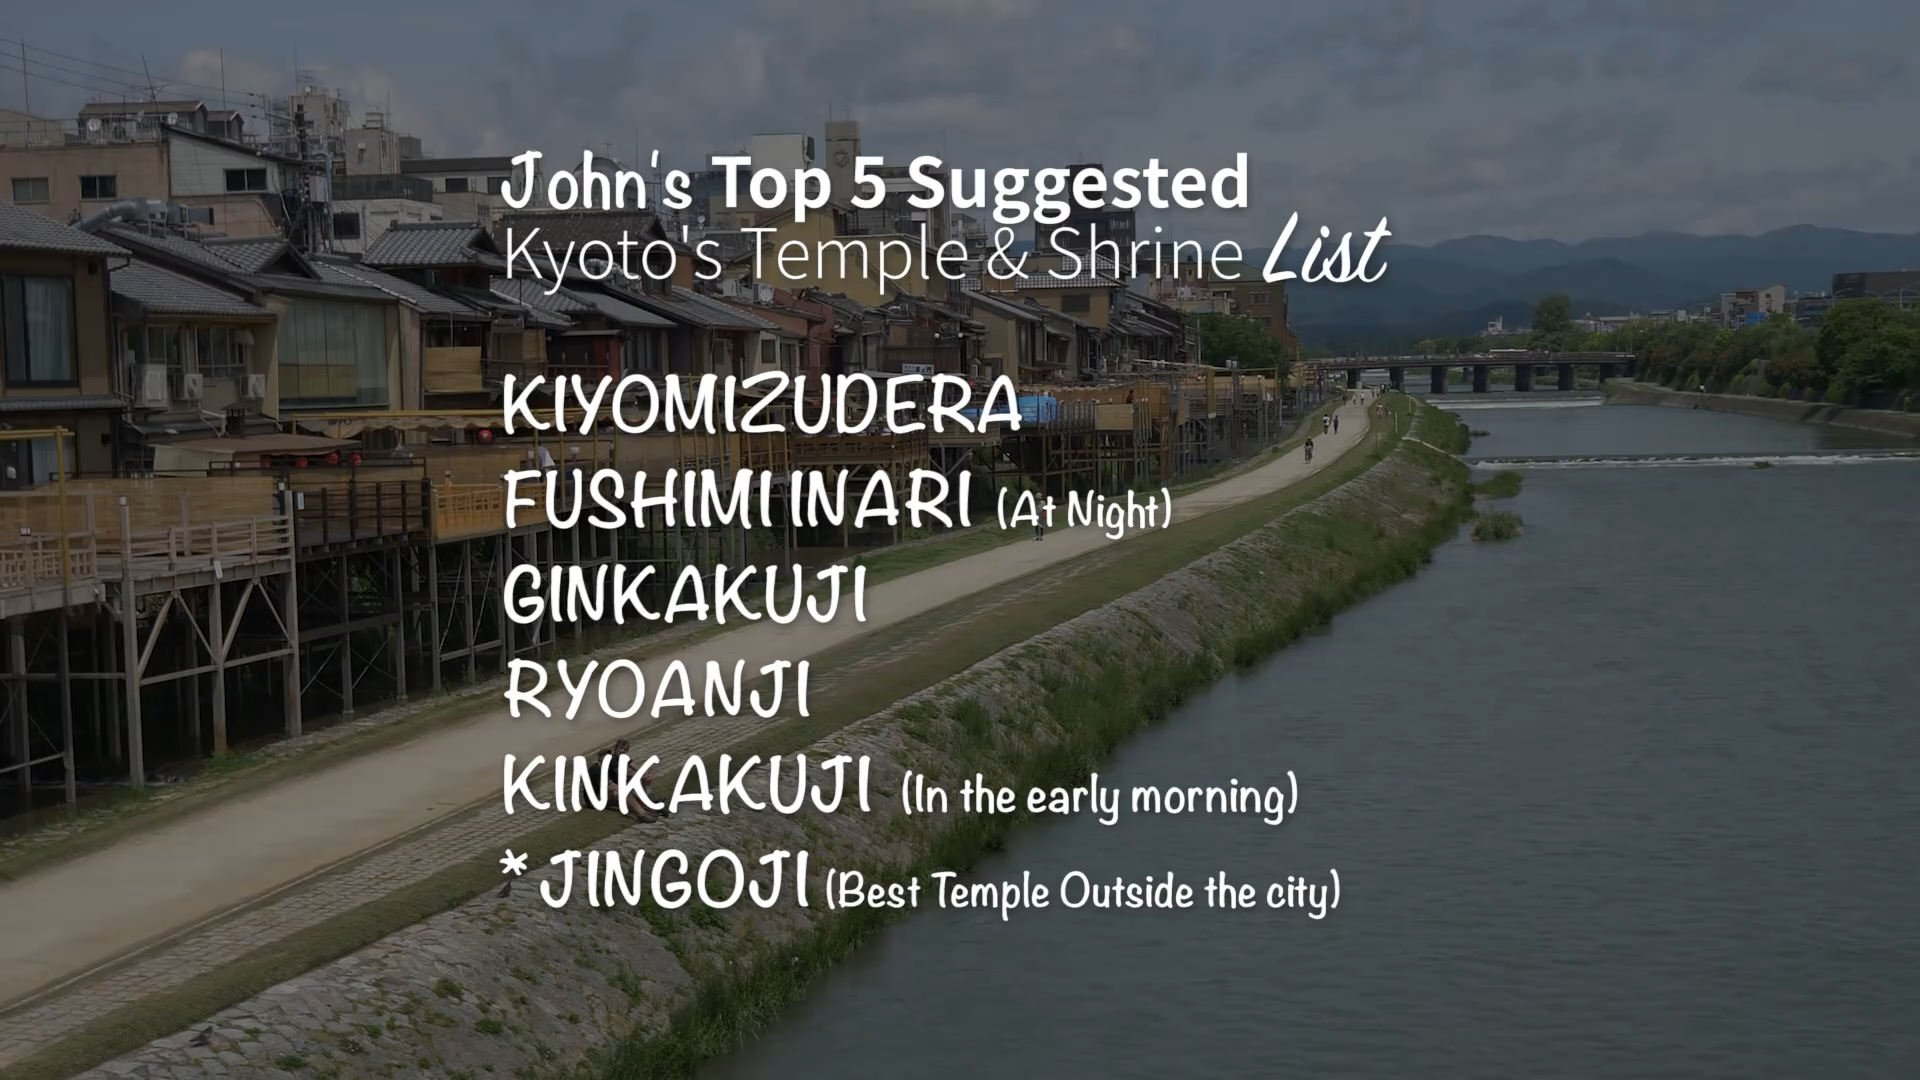 John's Top 5 Suggested
Kyoto's Temple & Shrine List
KIYOMIZUDERA
FUSHIMI INARI (At Night)
GINKAKUJI
RYOANJI
KINKAKUJI (In the early morning)
* JINGOJI (Best Temple Outside the city)